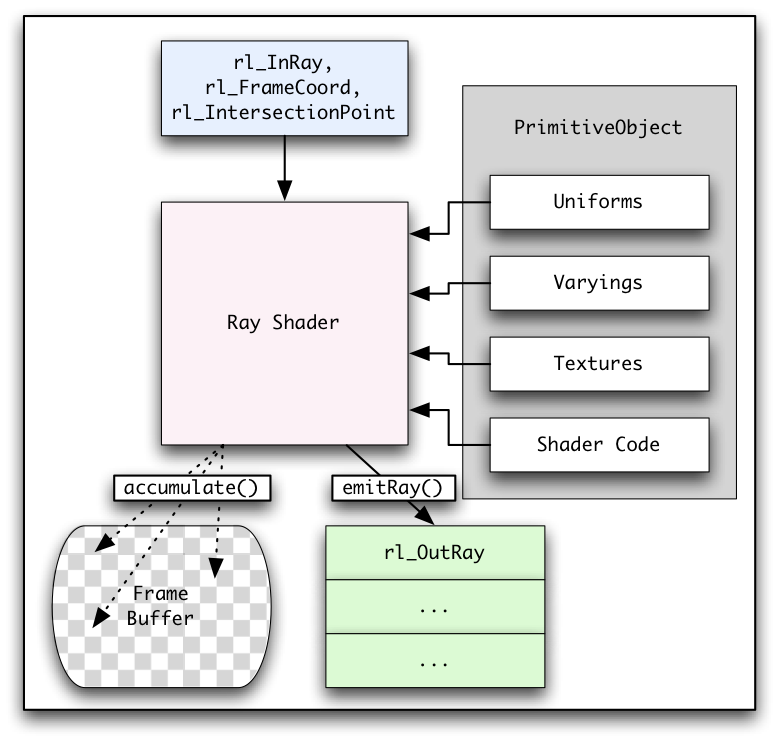 rl_InRay,
rl_FrameCoord,
rl_IntersectionPoint
PrimitiveObject
Uniforms
Varyings
Textures
Shader Code
Ray Shader
accumulate()
emitRay()
Frame
Buffer
rl_OutRay
...
...